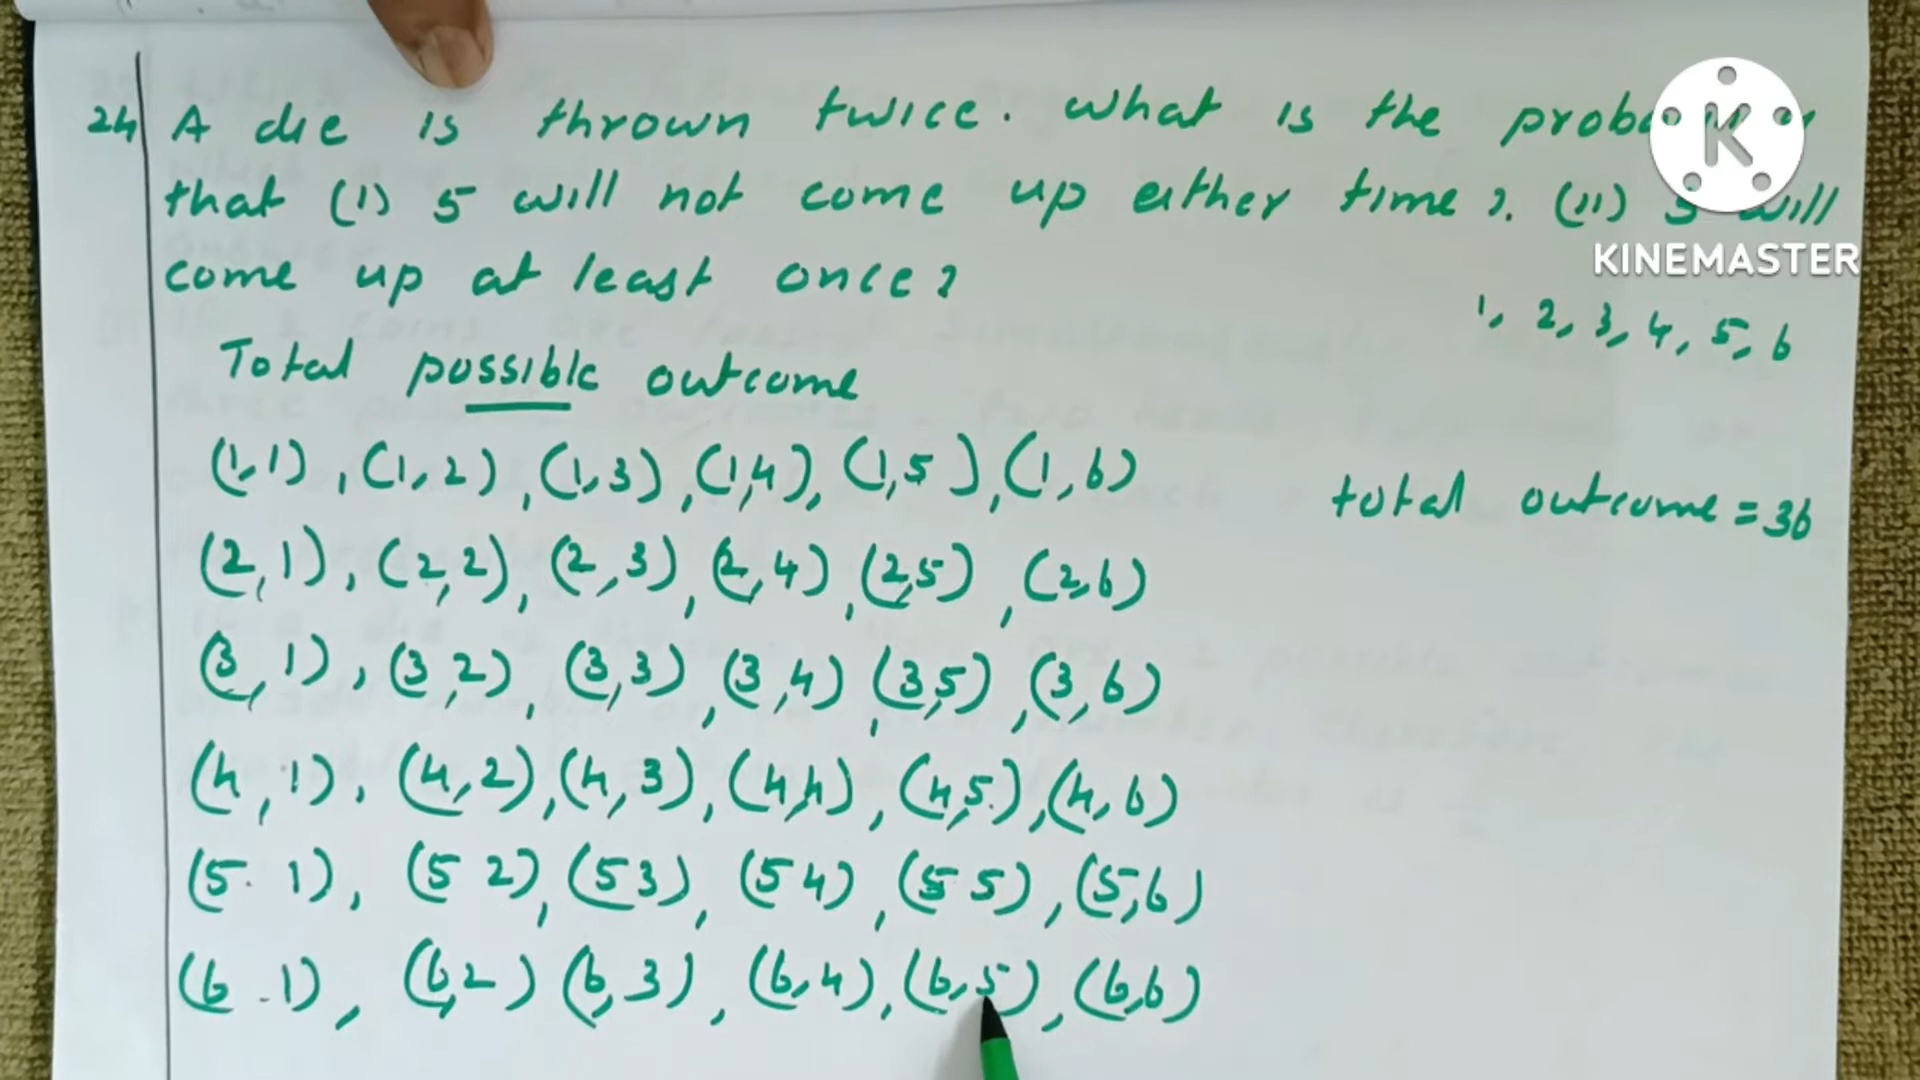 24 A die is thrown twice. What is the
that (i) 5 will not come up either time?. (ii) 5 will
come up at least once?
K
KINEMASTER
1, 2, 3, 4, 5, 6
Total possible outcome
(1,1), (1,2), (1,3), (1,4), (1,5), (1,6)
total outcome = 36
(2,1), (2,2), (2,3), (2,4), (2,5), (2,6)
(3,1), (3,2), (3,3), (3,4), (3,5), (3,6)
(4,1), (4,2), (4,3), (4,4), (4,5), (4,6)
(5 1), (5 2), (5 3), (5 4), (5 5), (5,6)
(6 1), (6,2) (6,3), (6,4), (6,5), (6,6)